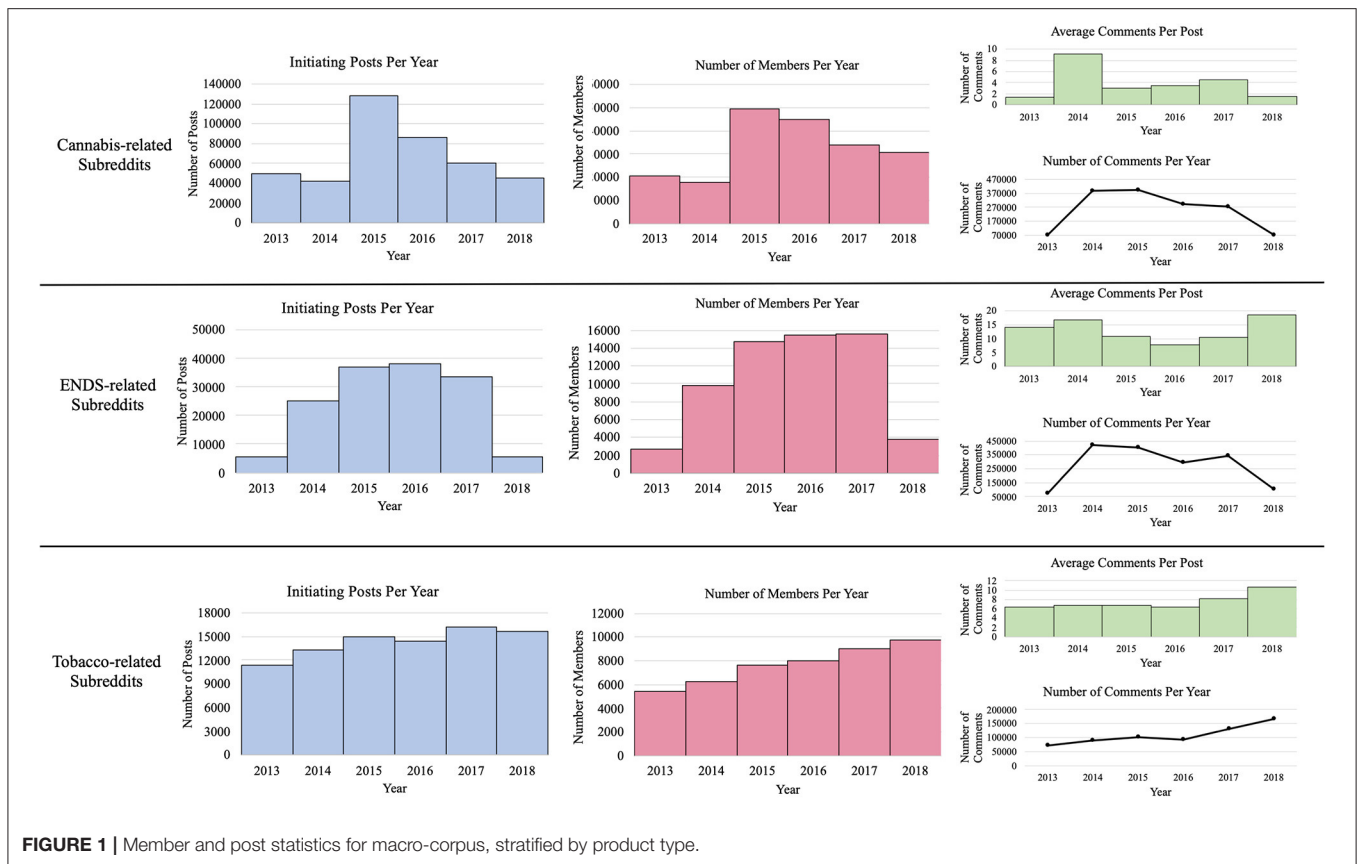 Initiating Posts Per Year
Number of Posts
140000
120000
100000
80000
60000
40000
20000
0
2013 2014 2015 2016 2017 2018
Year
Cannabis-related
Subreddits
Number of Members Per Year
Number of Members
0000
0000
0000
0000
0000
0000
0
2013 2014 2015 2016 2017 2018
Year
Average Comments Per Post
Number of
Comments
10
8
6
4
2
0
2013 2014 2015 2016 2017 2018
Year
Number of Comments Per Year
Number of
Comments
470000
370000
270000
170000
70000
2013 2014 2015 2016 2017 2018
Year
ENDS-related
Subreddits
Initiating Posts Per Year
Number of Posts
50000
40000
30000
20000
10000
0
2013 2014 2015 2016 2017 2018
Year
Number of Members Per Year
Number of Members
16000
14000
12000
10000
8000
6000
4000
2000
0
2013 2014 2015 2016 2017 2018
Year
Average Comments Per Post
Number of
Comments
20
15
10
5
0
2013 2014 2015 2016 2017 2018
Year
Number of Comments Per Year
Number of
Comments
450000
350000
150000
50000
2013 2014 2015 2016 2017 2018
Year
Tobacco-related
Subreddits
Initiating Posts Per Year
Number of Posts
18000
15000
12000
9000
6000
3000
0
2013 2014 2015 2016 2017 2018
Year
Number of Members Per Year
Number of Members
12000
10000
8000
6000
4000
2000
0
2013 2014 2015 2016 2017 2018
Year
Average Comments Per Post
Number of
Comments
12
10
8
6
4
2
0
2013 2014 2015 2016 2017 2018
Year
Number of Comments Per Year
Number of
Comments
200000
150000
100000
50000
0
2013 2014 2015 2016 2017 2018
Year
FIGURE 1 | Member and post statistics for macro-corpus, stratified by product type.